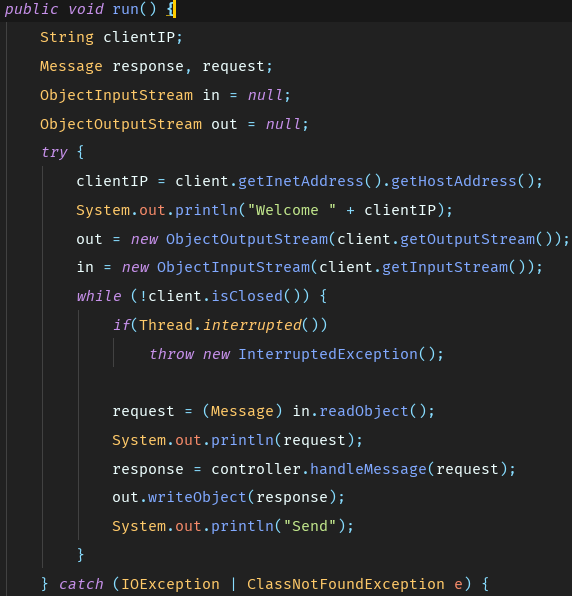 public void run() {
String clientIP;
Message response, request;
ObjectInputStream in = null;
ObjectOutputStream out = null;
try {
clientIP = client.getInetAddress().getHostAddress();
System.out.println("Welcome " + clientIP);
out = new ObjectOutputStream(client.getOutputStream());
in = new ObjectInputStream(client.getInputStream());
while (!client.isClosed()) {
if(Thread.interrupted())
throw new InterruptedException();
request = (Message) in.readObject();
System.out.println(request);
response = controller.handleMessage(request);
out.writeObject(response);
System.out.println("Send");
}
} catch (IOException | ClassNotFoundException e) {